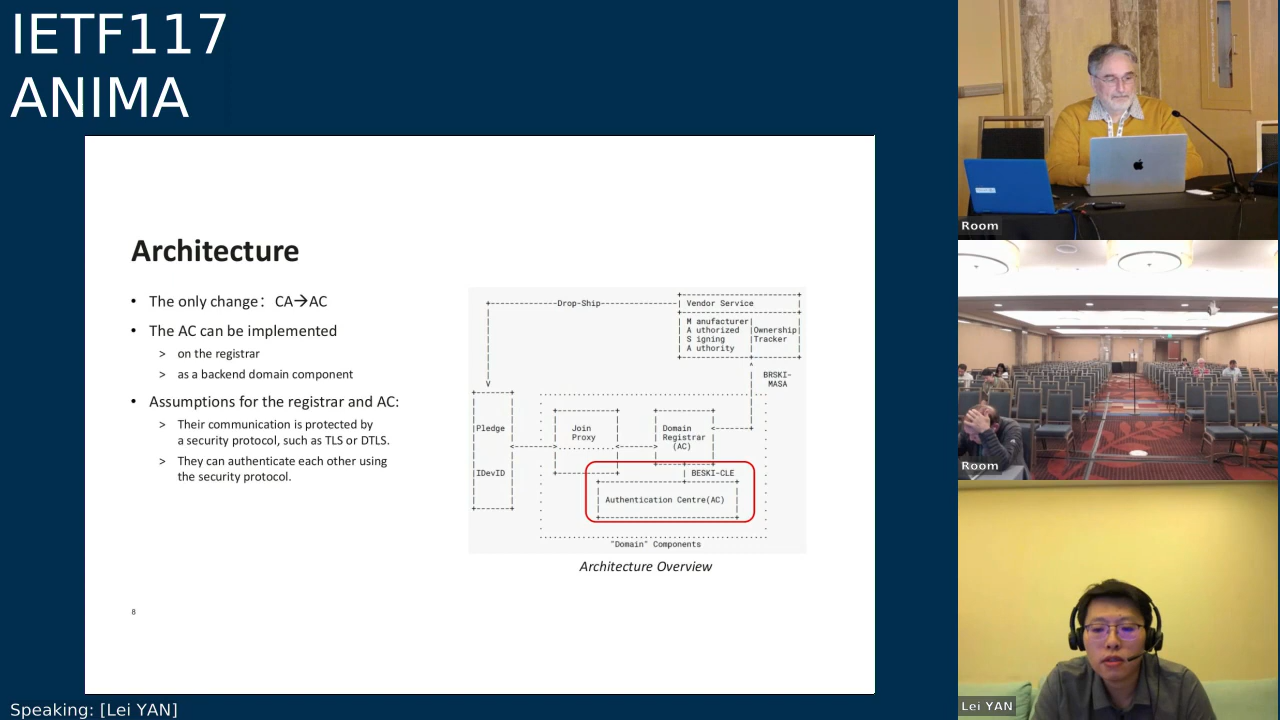 IETF117
ANIMA
Architecture
• The only change：CA→AC
• The AC can be implemented
> on the registrar
> as a backend domain component
• Assumptions for the registrar and AC:
> Their communication is protected by
a security protocol, such as TLS or DTLS.
> They can authenticate each other using
the security protocol.
Drop-Ship
Vendor Service
M anufacturer
A uthorized
S igning
A uthority
Ownership
Tracker
BRSKI-
MASA
Pledge
IDevID
Join
Proxy
Domain
Registrar
(AC)
BESKI-CLE
Authentication Centre(AC)
"Domain" Components
Architecture Overview
8
Room
Room
Lei YAN
Speaking: [Lei YAN]